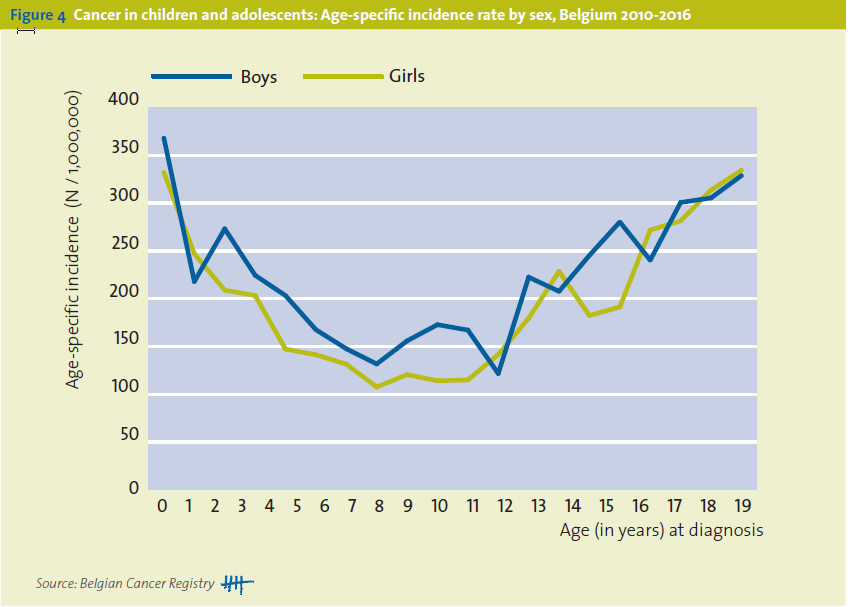 Figure 4 Cancer in children and adolescents: Age-specific incidence rate by sex, Belgium 2010-2016
Boys Girls
Age-specific incidence (N / 1,000,000)
400
350
300
250
200
150
100
50
0
0 1 2 3 4 5 6 7 8 9 10 11 12 13 14 15 16 17 18 19
Age (in years) at diagnosis
Source: Belgian Cancer Registry